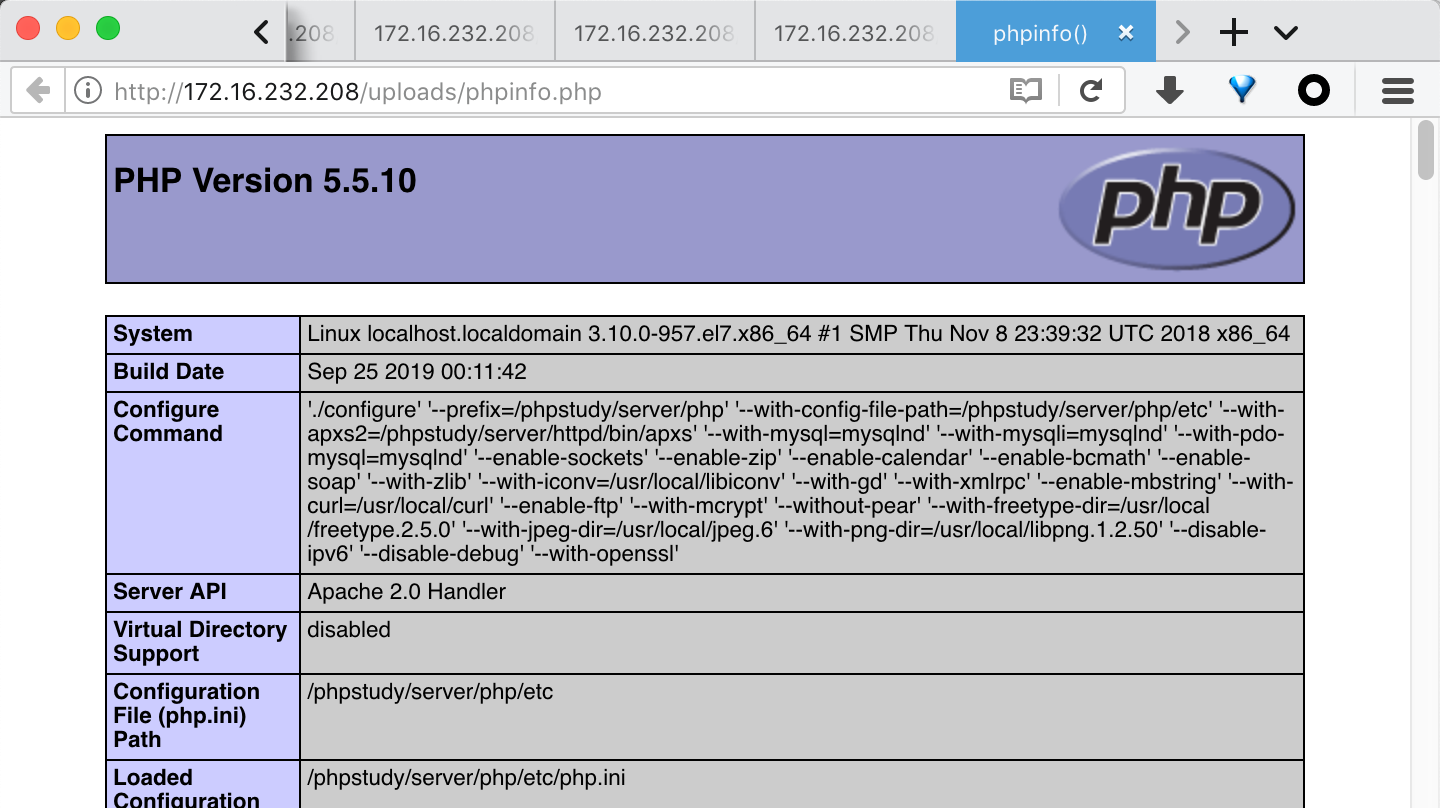 .208
172.16.232.208
172.16.232.208
172.16.232.208
phpinfo()
http://172.16.232.208/uploads/phpinfo.php
PHP Version 5.5.10
php
System
Linux localhost.localdomain 3.10.0-957.el7.x86_64 #1 SMP Thu Nov 8 23:39:32 UTC 2018 x86_64
Build Date
Sep 25 2019 00:11:42
Configure
Command
'./configure' '--prefix=/phpstudy/server/php' '--with-config-file-path=/phpstudy/server/php/etc' '--with-
apxs2=/phpstudy/server/httpd/bin/apxs' '--with-mysql=mysqlnd' '--with-mysqli=mysqlnd' '--with-pdo-
mysql=mysqlnd' '--enable-sockets' '--enable-zip' '--enable-calendar' '--enable-bcmath' '--enable-
soap' '--with-zlib' '--with-iconv=/usr/local/libiconv' '--with-gd' '--with-xmlrpc' '--enable-mbstring' '--with-
curl=/usr/local/curl' '--enable-ftp' '--with-mcrypt' '--without-pear' '--with-freetype-dir=/usr/local
/freetype.2.5.0' '--with-jpeg-dir=/usr/local/jpeg.6' '--with-png-dir=/usr/local/libpng.1.2.50' '--disable-
ipv6' '--disable-debug' '--with-openssl'
Server API
Apache 2.0 Handler
Virtual Directory
Support
disabled
Configuration
File (php.ini)
Path
/phpstudy/server/php/etc
Loaded
Configuration
/phpstudy/server/php/etc/php.ini